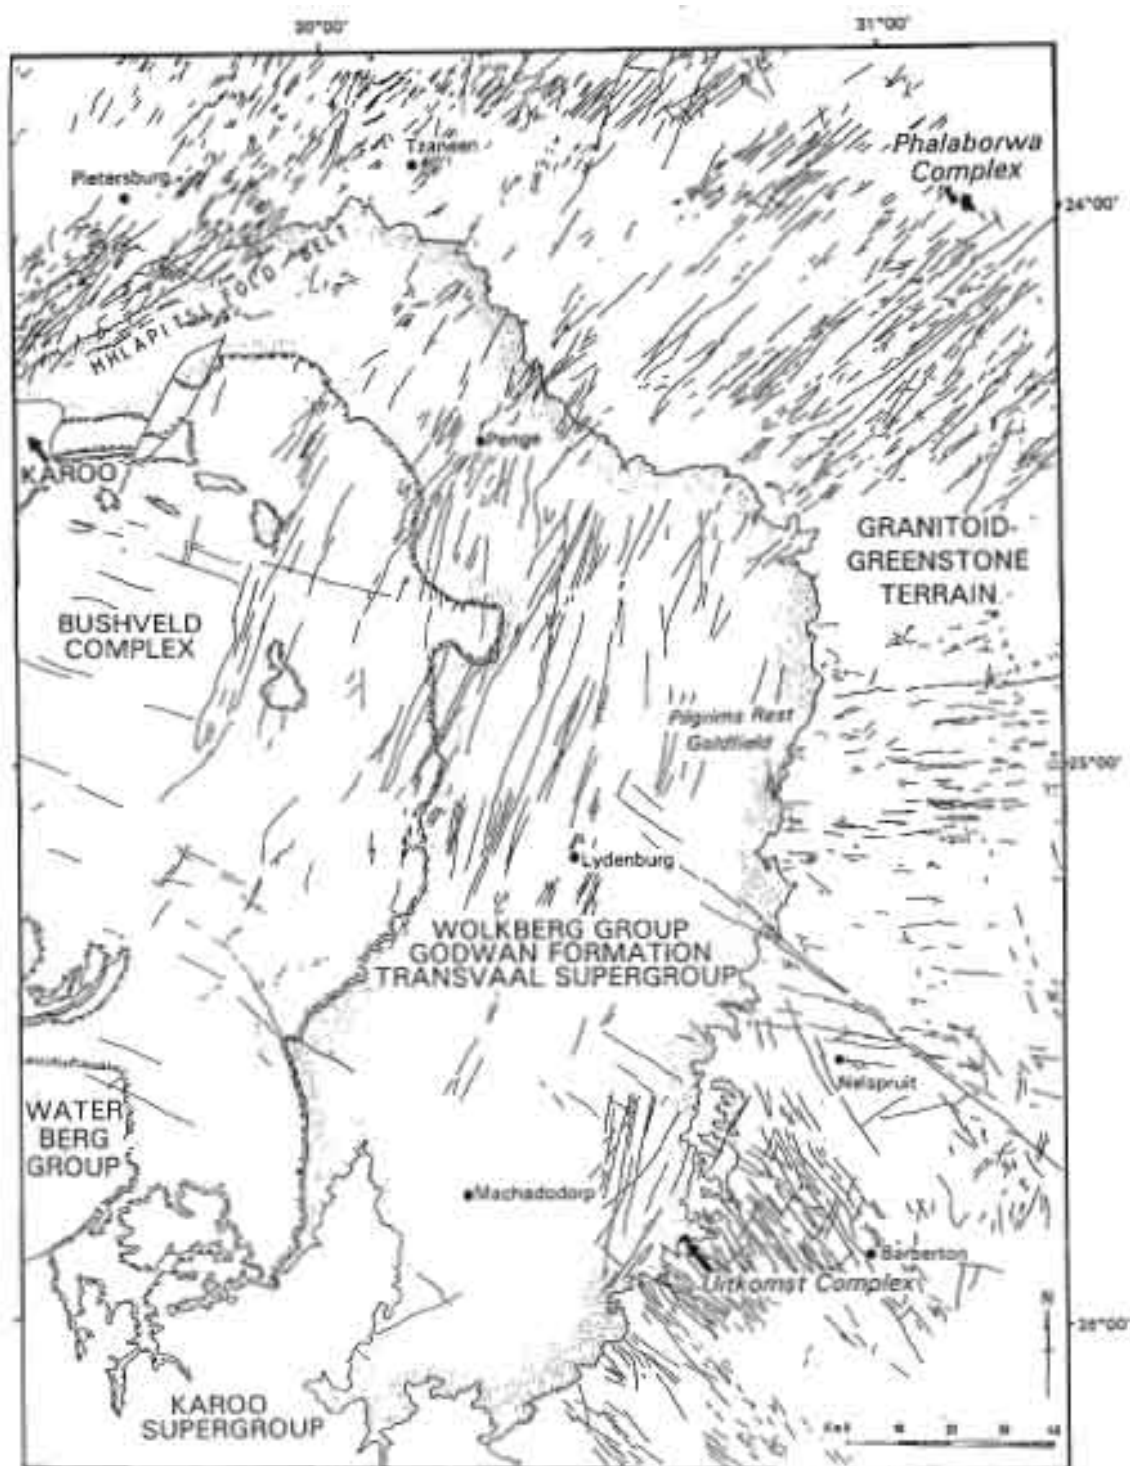 30°00'
31°00'
Phalaborwa
Complex
Tzaneen
Pietersburg
24°00'
MHLAPITSI FOLD BELT
Penge
KAROO
GRANITOID-
GREENSTONE
TERRAIN
BUSHVELD
COMPLEX
Pilgrims Rest
Goldfield
25°00'
Lydenburg
WOLKBERG GROUP
GODWAN FORMATION
TRANSVAAL SUPERGROUP
Nelspruit
WATER
BERG
GROUP
Machadodorp
Barberton
Uitkomst Complex
N
26°00'
KAROO
SUPERGROUP